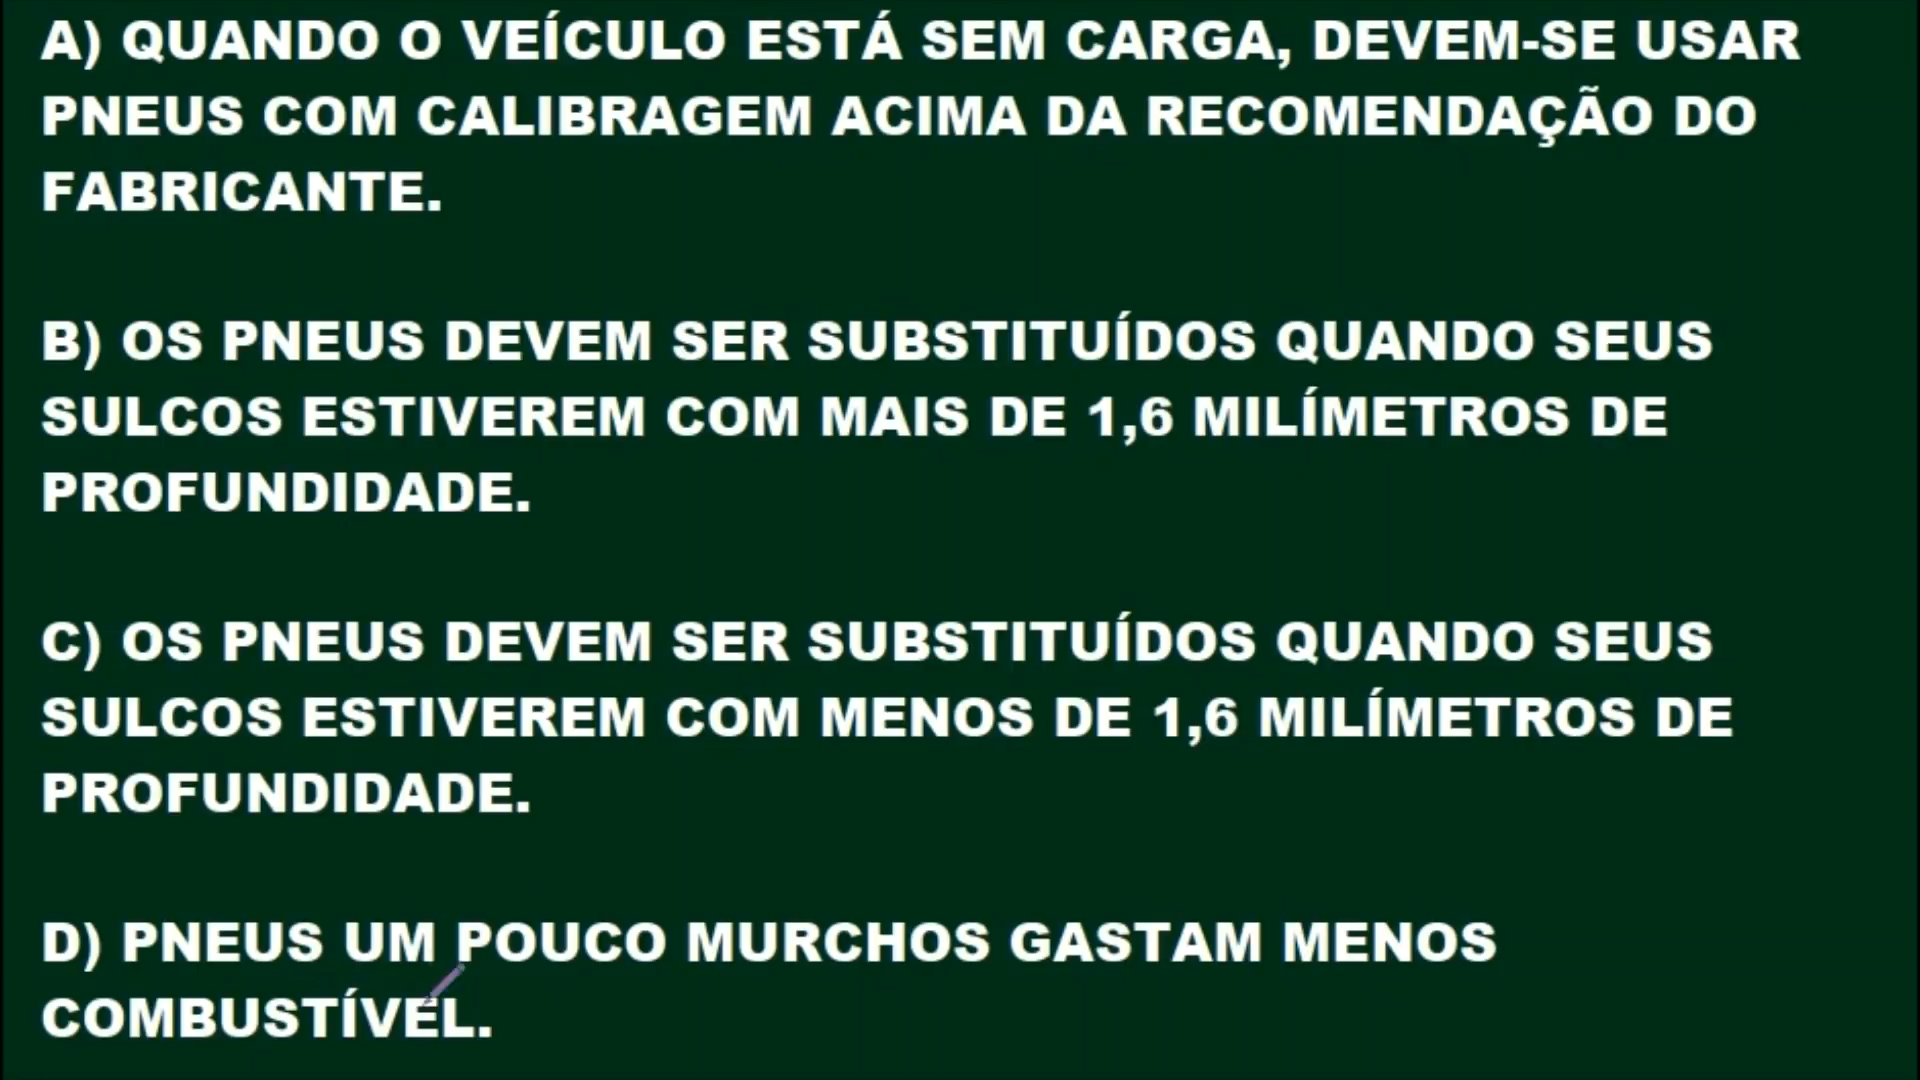 A) QUANDO O VEÍCULO ESTÁ SEM CARGA, DEVEM-SE USAR
PNEUS COM CALIBRAGEM ACIMA DA RECOMENDAÇÃO DO
FABRICANTE.
B) OS PNEUS DEVEM SER SUBSTITUÍDOS QUANDO SEUS
SULCOS ESTIVEREM COM MAIS DE 1,6 MILÍMETROS DE
PROFUNDIDADE.
C) OS PNEUS DEVEM SER SUBSTITUÍDOS QUANDO SEUS
SULCOS ESTIVEREM COM MENOS DE 1,6 MILÍMETROS DE
PROFUNDIDADE.
D) PNEUS UM POUCO MURCHOS GASTAM MENOS
COMBUSTÍVEL.